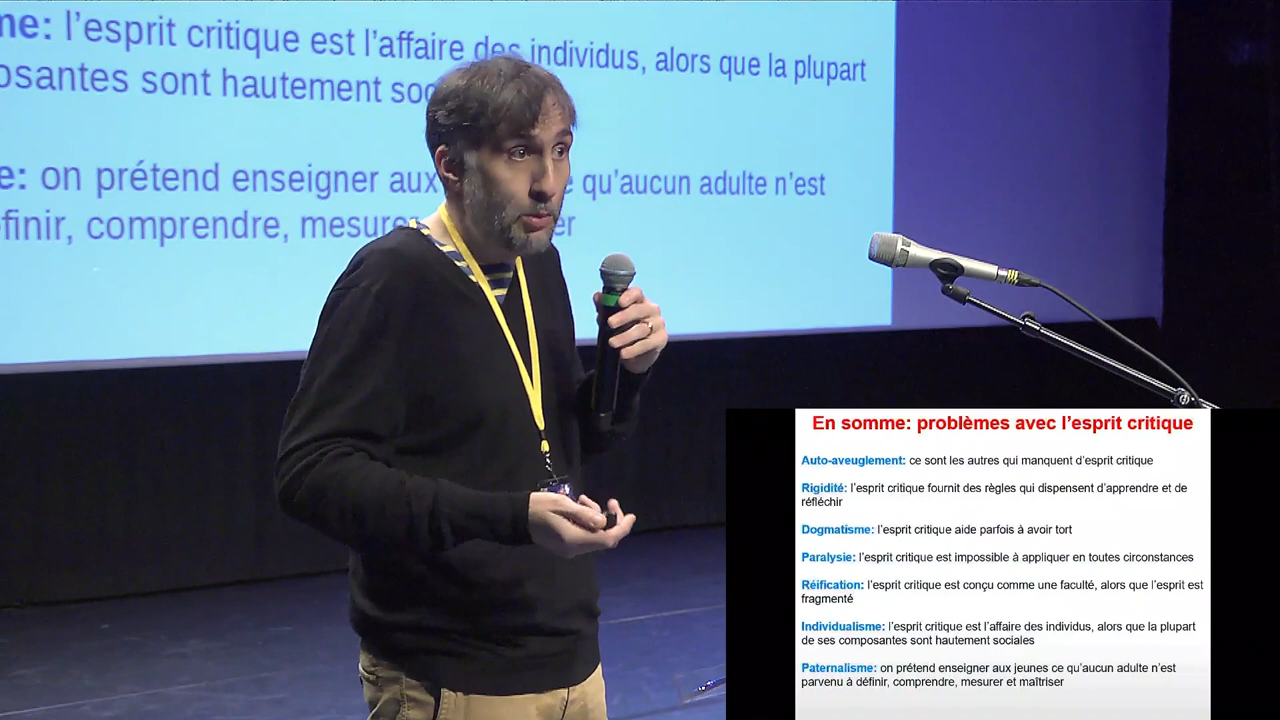 me: l’esprit critique est l’affaire des individus, alors que la plupart
osantes sont hautement soc
e: on prétend enseigner aux e qu’aucun adulte n’est
finir, comprendre, mesurer er
En somme: problèmes avec l’esprit critique
Auto-aveuglement: ce sont les autres qui manquent d’esprit critique
Rigidité: l’esprit critique fournit des règles qui dispensent d’apprendre et de
réfléchir
Dogmatisme: l’esprit critique aide parfois à avoir tort
Paralysie: l’esprit critique est impossible à appliquer en toutes circonstances
Réification: l’esprit critique est conçu comme une faculté, alors que l’esprit est
fragmenté
Individualisme: l’esprit critique est l’affaire des individus, alors que la plupart
de ses composantes sont hautement sociales
Paternalisme: on prétend enseigner aux jeunes ce qu’aucun adulte n’est
parvenu à définir, comprendre, mesurer et maîtriser